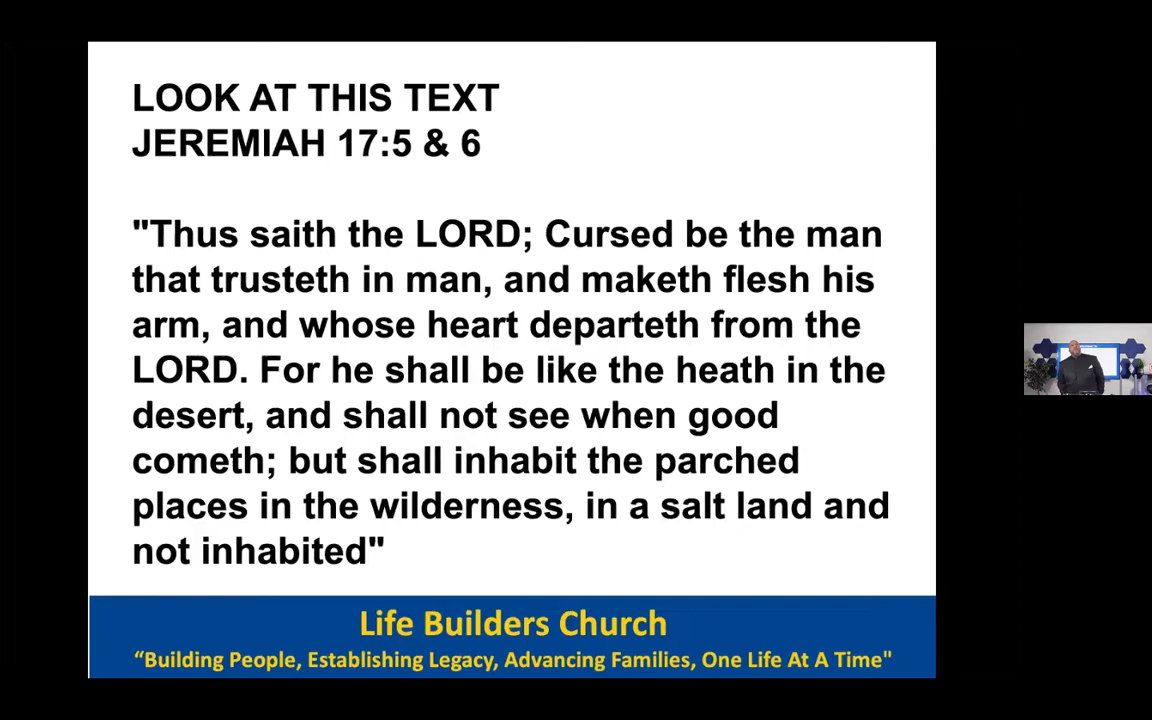 LOOK AT THIS TEXT
JEREMIAH 17:5 & 6
"Thus saith the LORD; Cursed be the man
that trusteth in man, and maketh flesh his
arm, and whose heart departeth from the
LORD. For he shall be like the heath in the
desert, and shall not see when good
cometh; but shall inhabit the parched
places in the wilderness, in a salt land and
not inhabited"
Life Builders Church
“Building People, Establishing Legacy, Advancing Families, One Life At A Time"